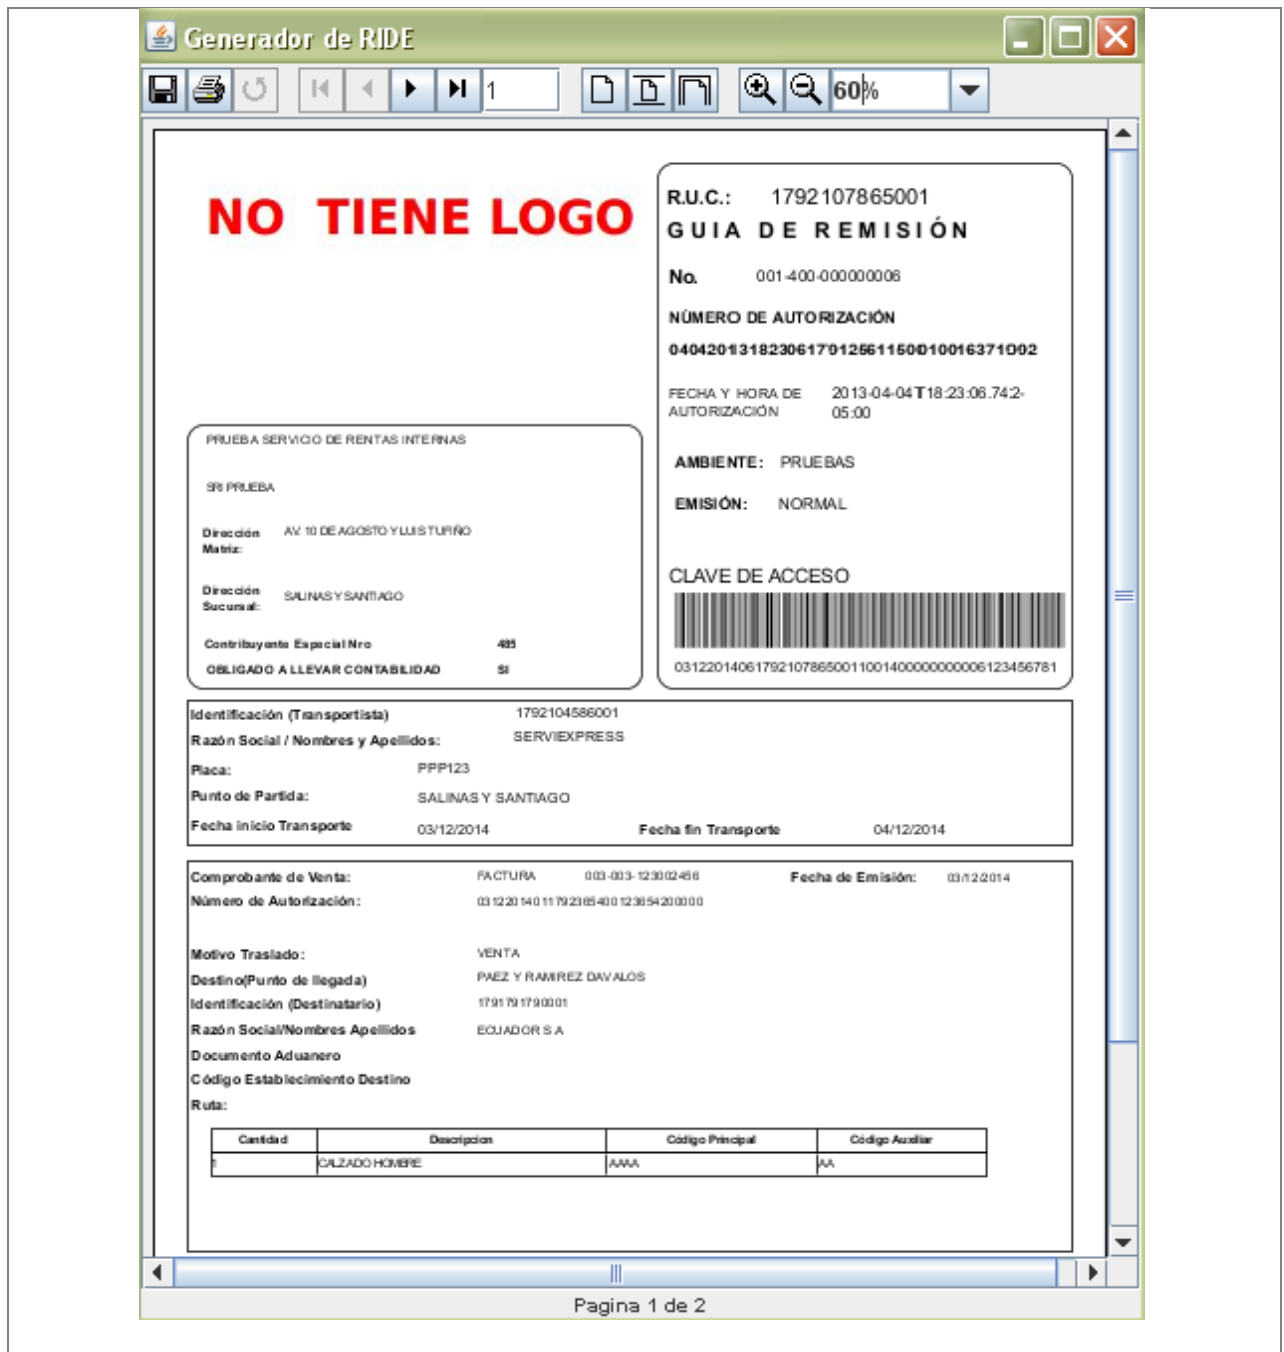 Generador de RIDE
1
60%
NO TIENE LOGO
R.U.C.: 1792107865001
GUIA DE REMISIÓN
No. 001-400-000000006
NÚMERO DE AUTORIZACIÓN
0404201318230617912561150010016371092
FECHA Y HORA DE 2013-04-04T18:23:06.742-
AUTORIZACIÓN 05:00
AMBIENTE: PRUEBAS
EMISIÓN: NORMAL
CLAVE DE ACCESO
03122014061792107865001100140000000006123456781
PRUEBA SERVICIO DE RENTAS INTERNAS
SRI PRUEBA
Dirección AV. 10 DE AGOSTO Y LUIS TUFIÑO
Matriz:
Dirección SALINAS Y SANTIAGO
Sucursal:
Contribuyente Especial Nro 485
OBLIGADO A LLEVAR CONTABILIDAD SI
Identificación (Transportista) 1792104586001
Razón Social / Nombres y Apellidos: SERVIEXPRESS
Placa: PPP123
Punto de Partida: SALINAS Y SANTIAGO
Fecha inicio Transporte 03/12/2014 Fecha fin Transporte 04/12/2014
Comprobante de Venta: FACTURA 003-003-123002456 Fecha de Emisión: 03/12/2014
Número de Autorización: 0312201401179236540012365420000
Motivo Traslado: VENTA
Destino(Punto de llegada) PAEZ Y RAMIREZ DAVALOS
Identificación (Destinatario) 1791791790001
Razón Social/Nombres Apellidos ECUADOR S.A
Documento Aduanero
Código Establecimiento Destino
Ruta:
Cantidad Descripcion Código Principal Código Auxiliar
1 CALZADO HOMBRE AAAA AA
Pagina 1 de 2